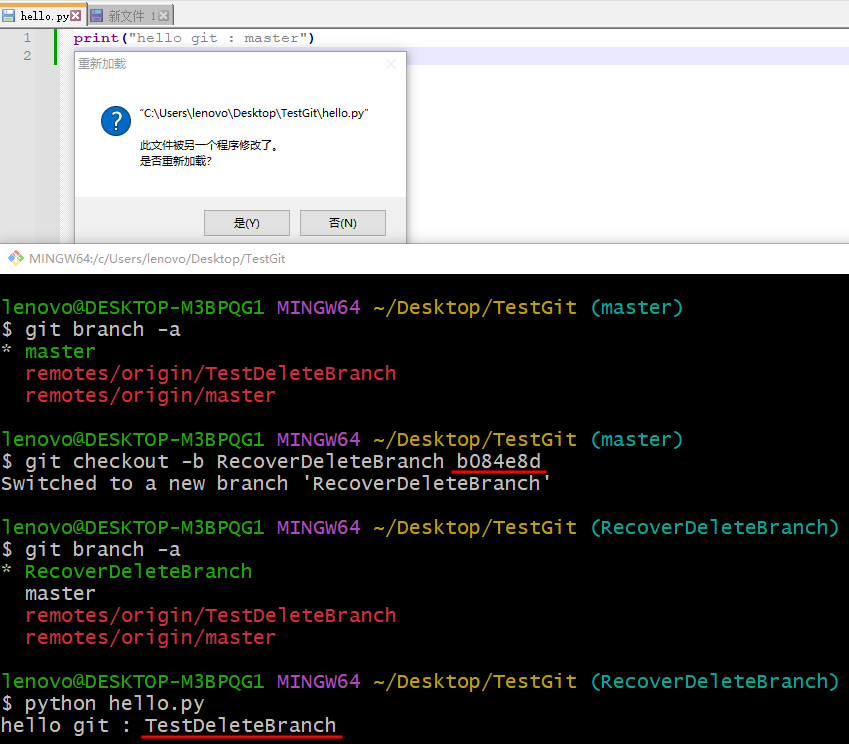 hello.py 新文件 1
1 print("hello git : master")
2
重新加载
"C:\Users\lenovo\Desktop\TestGit\hello.py"
此文件被另一个程序修改了。
是否重新加载?
是(Y) 否(N)
MINGW64:/c/Users/lenovo/Desktop/TestGit
lenovo@DESKTOP-M3BPQG1 MINGW64 ~/Desktop/TestGit (master)
$ git branch -a
* master
remotes/origin/TestDeleteBranch
remotes/origin/master
lenovo@DESKTOP-M3BPQG1 MINGW64 ~/Desktop/TestGit (master)
$ git checkout -b RecoverDeleteBranch b084e8d
Switched to a new branch 'RecoverDeleteBranch'
lenovo@DESKTOP-M3BPQG1 MINGW64 ~/Desktop/TestGit (RecoverDeleteBranch)
$ git branch -a
* RecoverDeleteBranch
master
remotes/origin/TestDeleteBranch
remotes/origin/master
lenovo@DESKTOP-M3BPQG1 MINGW64 ~/Desktop/TestGit (RecoverDeleteBranch)
$ python hello.py
hello git : TestDeleteBranch